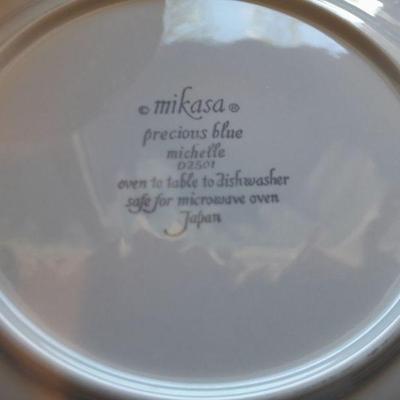 © mikasa ®
precious blue
michelle
D2501
oven to table to dishwasher
safe for microwave oven
Japan